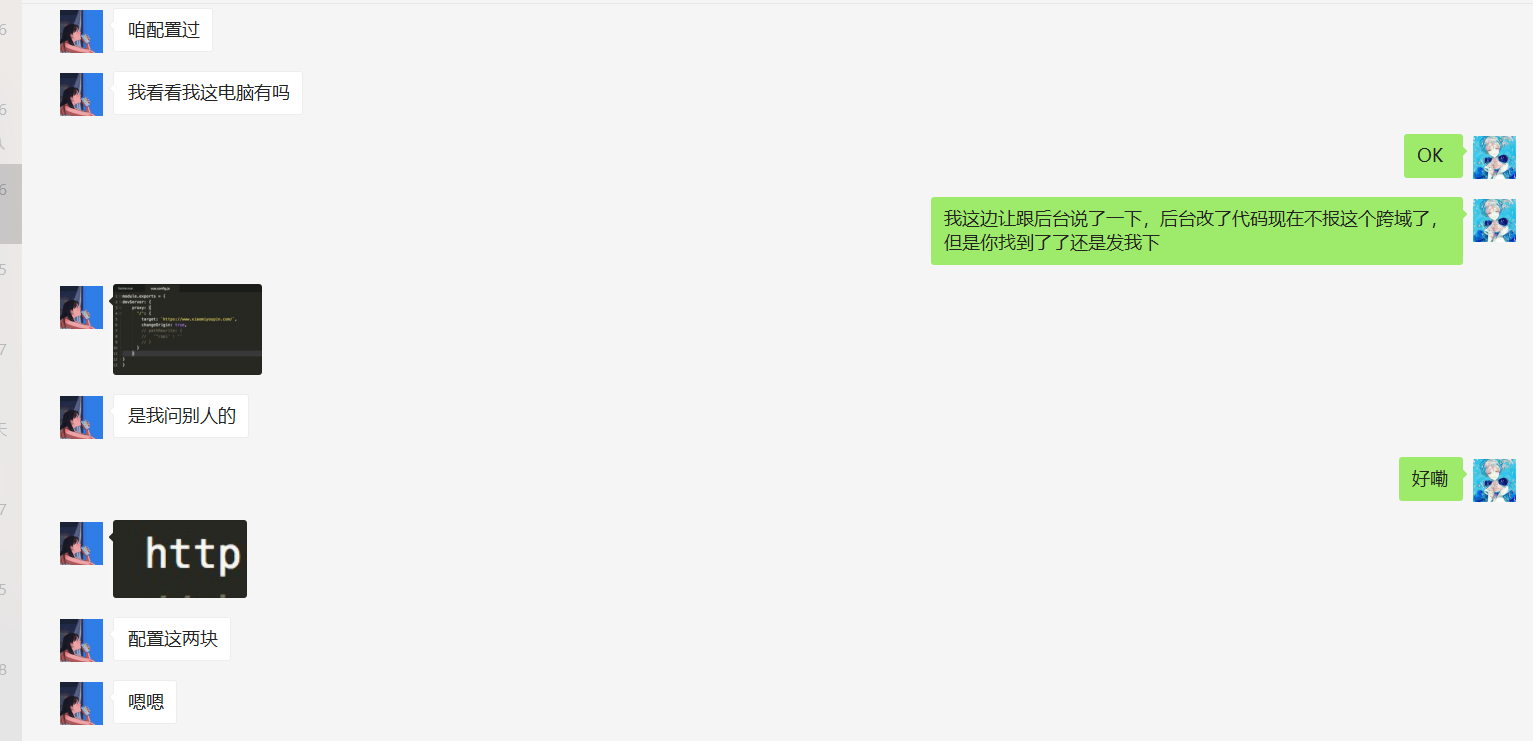 咱配置过
我看看我这电脑有吗
OK
我这边让跟后台说了一下，后台改了代码现在不报这个跨域了，
但是你找到了了还是发我下
module.exports = {
devServer: {
proxy: {
target: "https://www.xiaomiyoupin.com/",
changeOrigin: true,
是我问别人的
好嘞
http
配置这两块
嗯嗯